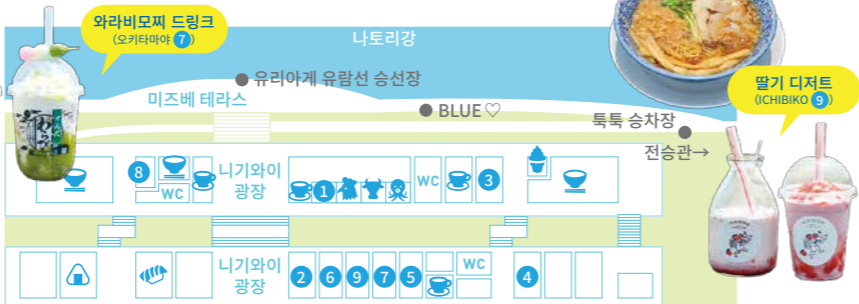 와라비모찌 드링크
(오키타마야 7)
나토리강
유리아게 유람선 승선장
미즈베 테라스
BLUE♡
딸기 디저트
(ICHIBIKO 9)
툭툭 승차장
전승관→
8
WC
니기와이
광장
1
WC
3
니기와이
광장
2
6
9
7
5
WC
4